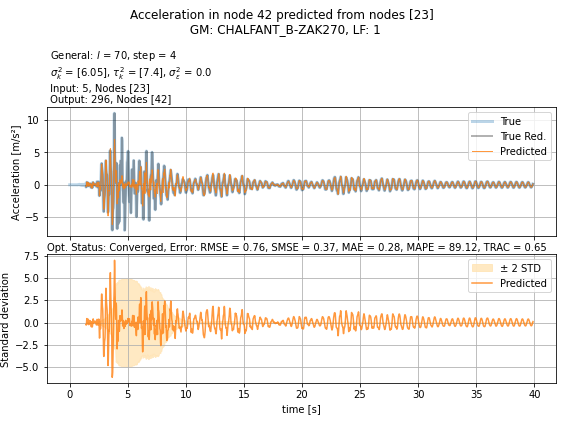 Acceleration in node 42 predicted from nodes [23]
GM: CHALFANT_B-ZAK270, LF: 1
General: l = 70, step = 4
σ²ₖ = [6.05], τ²ₖ = [7.4], σ²ε = 0.0
Input: 5, Nodes [23]
Output: 296, Nodes [42]
Acceleration [m/s²]
10
5
0
−5
True
True Red.
Predicted
Opt. Status: Converged, Error: RMSE = 0.76, SMSE = 0.37, MAE = 0.28, MAPE = 89.12, TRAC = 0.65
Standard deviation
7.5
5.0
2.5
0.0
−2.5
−5.0
± 2 STD
Predicted
0 5 10 15 20 25 30 35 40
time [s]